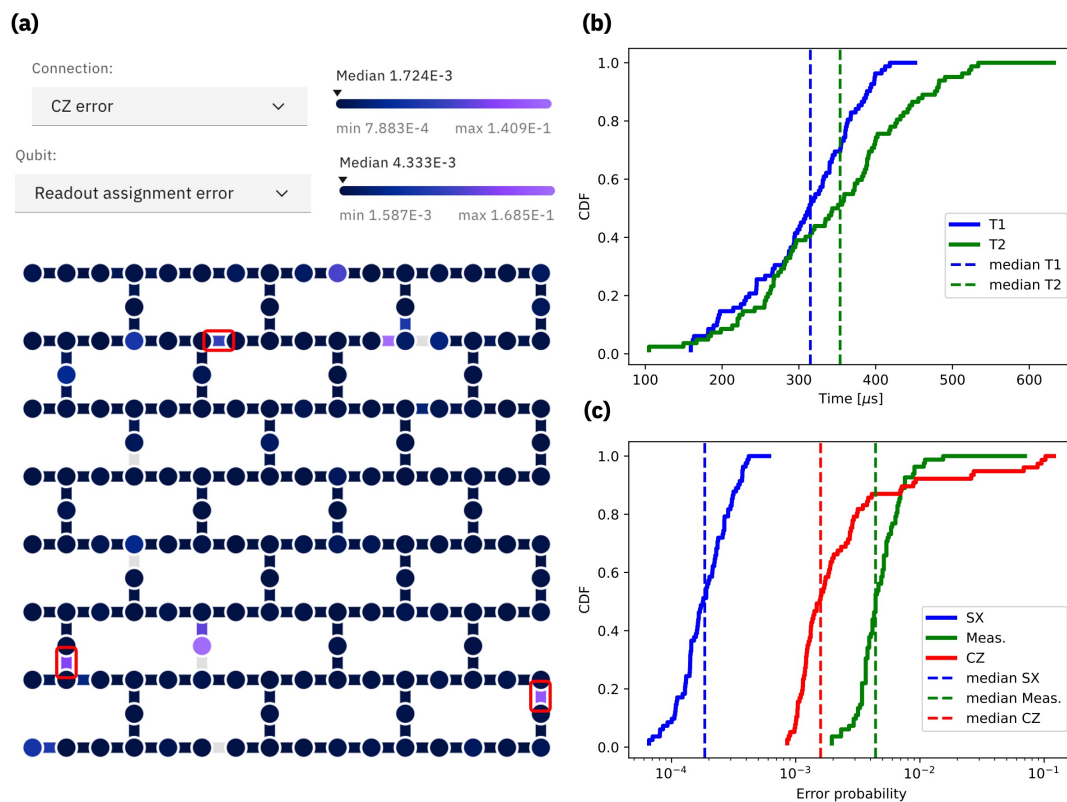 (a)
Connection:
CZ error
Median 1.724E-3
min 7.883E-4 max 1.409E-1
Qubit:
Readout assignment error
Median 4.333E-3
min 1.587E-3 max 1.685E-1
(b)
CDF
1.0
0.8
0.6
0.4
0.2
0.0
T1
T2
median T1
median T2
100 200 300 400 500 600
Time [μs]
(c)
CDF
1.0
0.8
0.6
0.4
0.2
0.0
SX
Meas.
CZ
median SX
median Meas.
median CZ
10⁻⁴ 10⁻³ 10⁻² 10⁻¹
Error probability